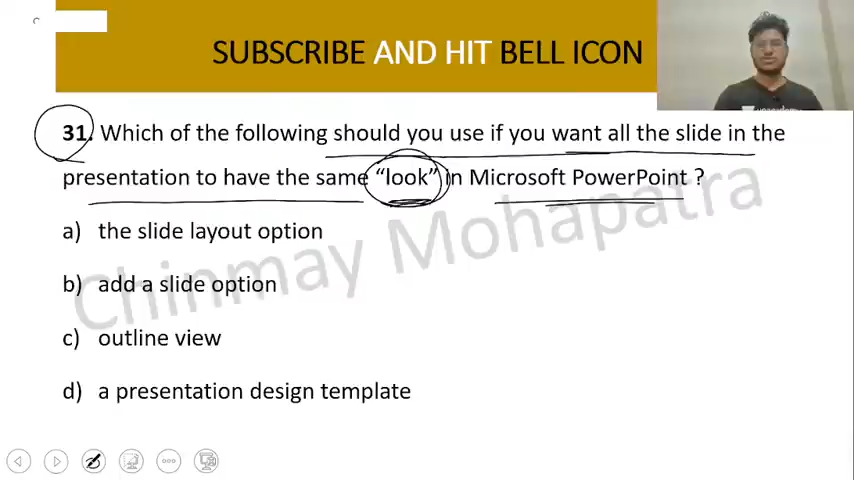 SUBSCRIBE AND HIT BELL ICON
31. Which of the following should you use if you want all the slide in the
presentation to have the same “look” in Microsoft PowerPoint ?
a) the slide layout option
b) add a slide option
c) outline view
d) a presentation design template
Chinmay Mohapatra